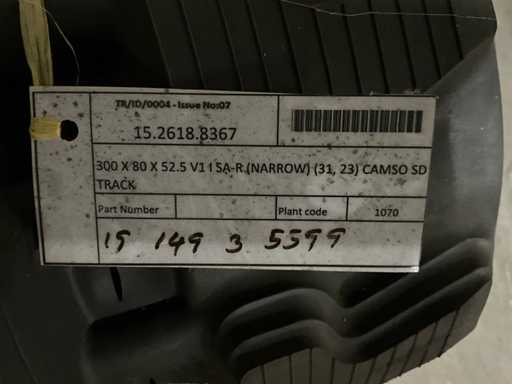 TR/ID/0004 - Issue No:07
15.2618.8367
300 X 80 X 52.5 V1 I SA-R (NARROW) (31, 23) CAMSO SD
TRACK
Part Number Plant code 1070
15 149 3 5599